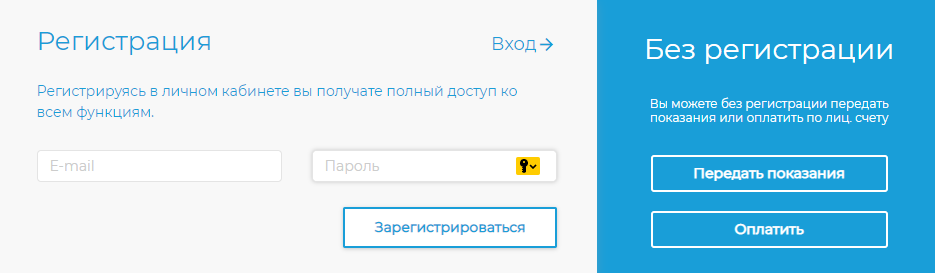 Регистрация
Вход
Регистрируясь в личном кабинете вы получате полный доступ ко
всем функциям.
E-mail
Пароль
Зарегистрироваться
Без регистрации
Вы можете без регистрации передать
показания или оплатить по лиц. счету
Передать показания
Оплатить